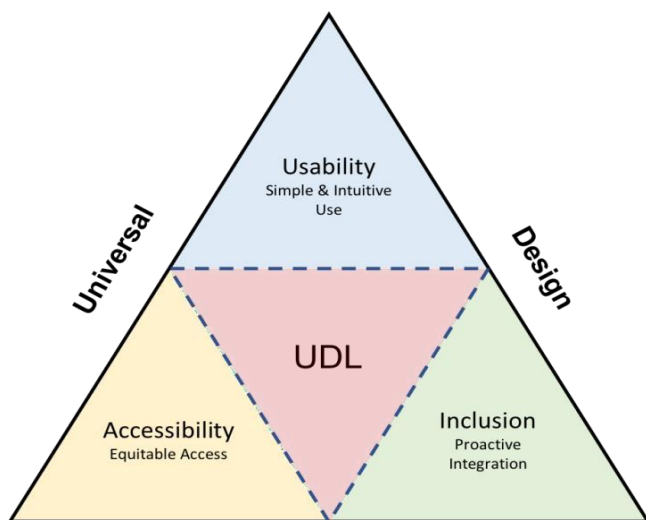 Usability
Simple & Intuitive
Use
Universal
Design
UDL
Accessibility
Equitable Access
Inclusion
Proactive
Integration